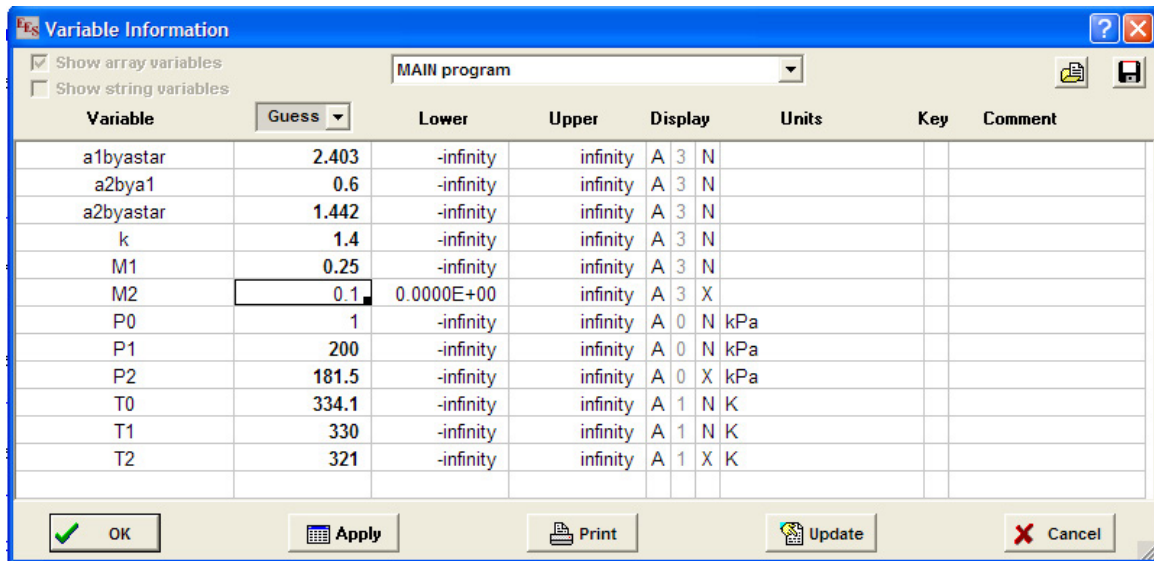 EES Variable Information
Show array variables
Show string variables
MAIN program
Variable Guess Lower Upper Display Units Key Comment
a1byastar 2.403 -infinity infinity A 3 N
a2bya1 0.6 -infinity infinity A 3 N
a2byastar 1.442 -infinity infinity A 3 N
k 1.4 -infinity infinity A 3 N
M1 0.25 -infinity infinity A 3 N
M2 0.1 0.0000E+00 infinity A 3 X
P0 1 -infinity infinity A 0 N kPa
P1 200 -infinity infinity A 0 N kPa
P2 181.5 -infinity infinity A 0 X kPa
T0 334.1 -infinity infinity A 1 N K
T1 330 -infinity infinity A 1 N K
T2 321 -infinity infinity A 1 X K
OK Apply Print Update Cancel